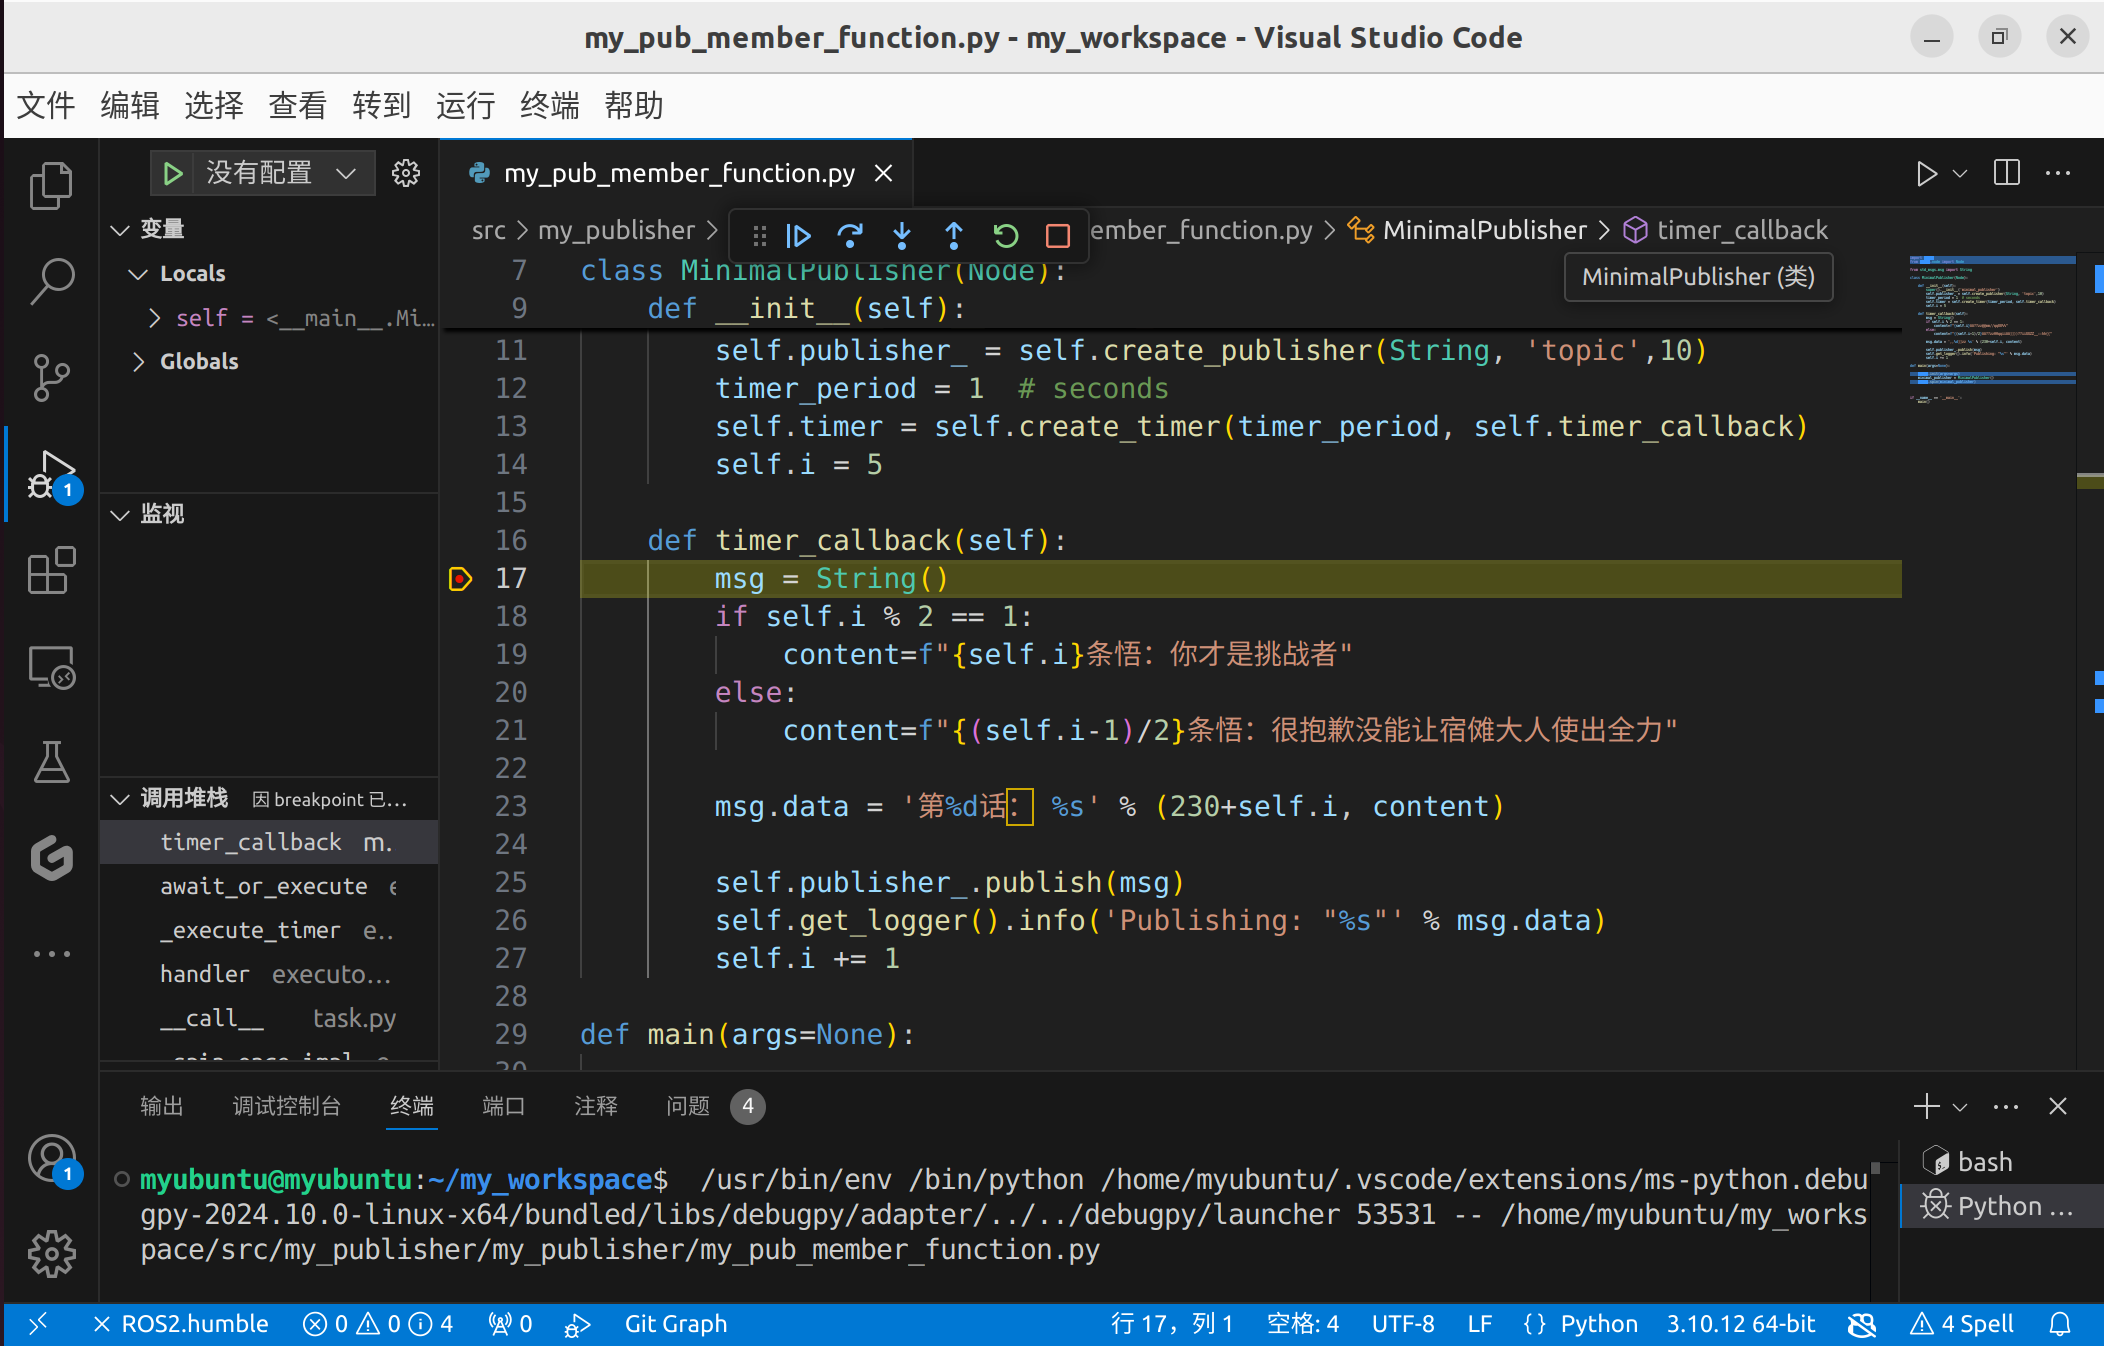 my_pub_member_function.py - my_workspace - Visual Studio Code
文件 编辑 选择 查看 转到 运行 终端 帮助
没有配置
my_pub_member_function.py
src > my_publisher > ember_function.py > MinimalPublisher > timer_callback
MinimalPublisher (类)
变量
Locals
self = <__main__.Mi...
Globals
监视
调用堆栈 因 breakpoint 已...
timer_callback m.
await_or_execute e
_execute_timer e..
handler executo...
__call__ task.py
7 class MinimalPublisher(Node):
9 def __init__(self):
11 self.publisher_ = self.create_publisher(String, 'topic',10)
12 timer_period = 1  # seconds
13 self.timer = self.create_timer(timer_period, self.timer_callback)
14 self.i = 5
15
16 def timer_callback(self):
17 msg = String()
18 if self.i % 2 == 1:
19 content=f"{self.i}条悟：你才是挑战者"
20 else:
21 content=f"{(self.i-1)/2}条悟：很抱歉没能让宿傩大人使出全力"
22
23 msg.data = '第%d话：%s' % (230+self.i, content)
24
25 self.publisher_.publish(msg)
26 self.get_logger().info('Publishing: "%s"' % msg.data)
27 self.i += 1
28
29 def main(args=None):
30
输出 调试控制台 终端 端口 注释 问题 4
myubuntu@myubuntu:~/my_workspace$  /usr/bin/env /bin/python /home/myubuntu/.vscode/extensions/ms-python.debu
gpy-2024.10.0-linux-x64/bundled/libs/debugpy/adapter/../../debugpy/launcher 53531 -- /home/myubuntu/my_works
pace/src/my_publisher/my_publisher/my_pub_member_function.py
bash
Python ...
1
1
ROS2.humble 0 0 4 0 Git Graph 行 17，列 1 空格: 4 UTF-8 LF {} Python 3.10.12 64-bit 4 Spell